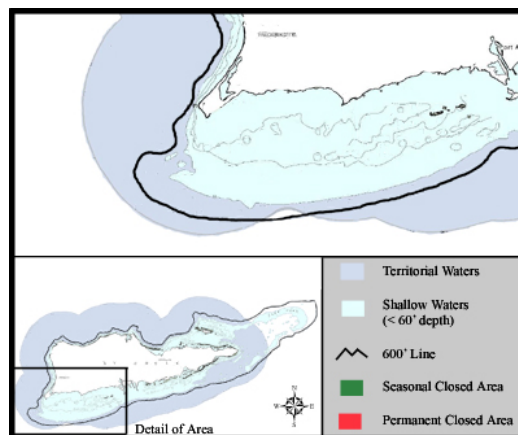 Territorial Waters
Shallow Waters
(< 60' depth)
600' Line
Seasonal Closed Area
Permanent Closed Area
Detail of Area
N
W
E
S